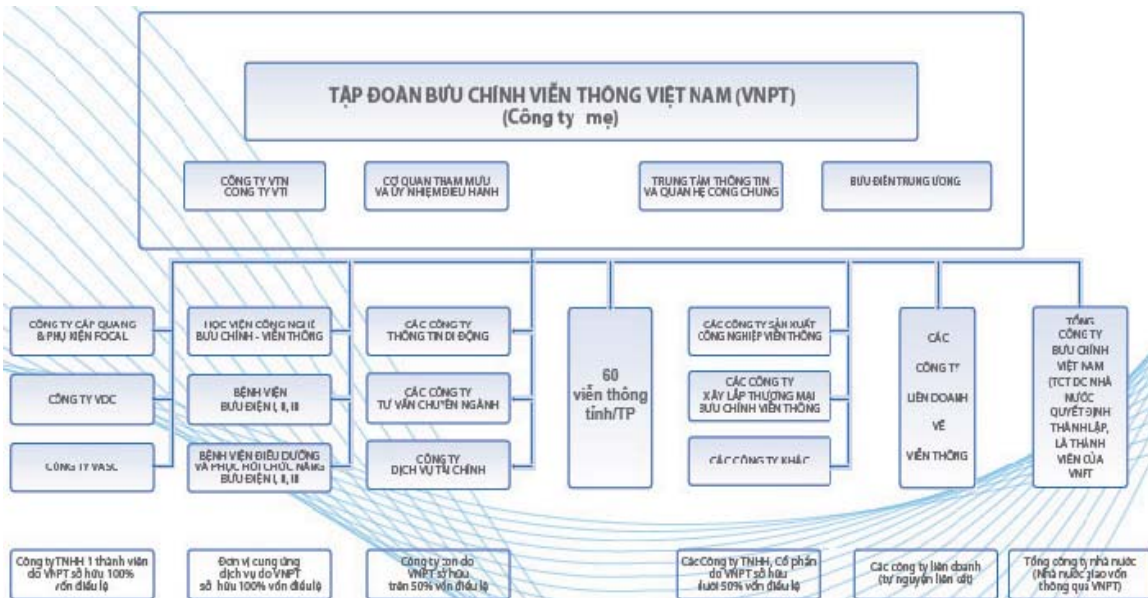 TẬP ĐOÀN BƯU CHÍNH VIỄN THÔNG VIỆT NAM (VNPT)
(Công ty mẹ)
CÔNG TY VTN
CÔNG TY VTI
CƠ QUAN THAM MƯU
VÀ ỦY NHIỆM ĐIỀU HÀNH
TRUNG TÂM THÔNG TIN
VÀ QUAN HỆ CÔNG CHÚNG
BƯU ĐIỆN TRUNG ƯƠNG
CÔNG TY CÁP QUANG
& PHỤ KIỆN FOCAL
HỌC VIỆN CÔNG NGHỆ
BƯU CHÍNH - VIỄN THÔNG
CÁC CÔNG TY
THÔNG TIN DI ĐỘNG
60
viễn thông
tỉnh/TP
CÁC CÔNG TY SẢN XUẤT
CÔNG NGHIỆP VIỄN THÔNG
CÁC
CÔNG TY
LIÊN DOANH
VỀ
VIỄN THÔNG
TỔNG
CÔNG TY
BƯU CHÍNH
VIỆT NAM
(TCT DC NHÀ
NƯỚC
QUYẾT ĐỊNH
THÀNH LẬP,
LÀ THÀNH
VIÊN CỦA
VNPT
CÔNG TY VDC
BỆNH VIỆN
BƯU ĐIỆN I, II, III
CÁC CÔNG TY
TƯ VẤN CHUYÊN NGÀNH
CÁC CÔNG TY
XÂY LẮP THƯƠNG MẠI
BƯU CHÍNH VIỄN THÔNG
CÔNG TY VASC
BỆNH VIỆN ĐIỀU DƯỠNG
VÀ PHỤC HỒI CHỨC NĂNG
BƯU ĐIỆN I, II, III
CÔNG TY
DỊCH VỤ TÀI CHÍNH
CÁC CÔNG TY KHÁC
Công ty TNHH 1 thành viên
do VNPT sở hữu 100%
vốn điều lệ
Đơn vị cung ứng
dịch vụ do VNPT
sở hữu 100% vốn điều lệ
Công ty con do
VNPT sở hữu
trên 50% vốn điều lệ
Các Công ty TNHH, Cổ phần
do VNPT sở hữu
dưới 50% vốn điều lệ
Các công ty liên doanh
(tự nguyện liên kết)
Tổng công ty nhà nước
(Nhà nước giao vốn
thông qua VNPT)